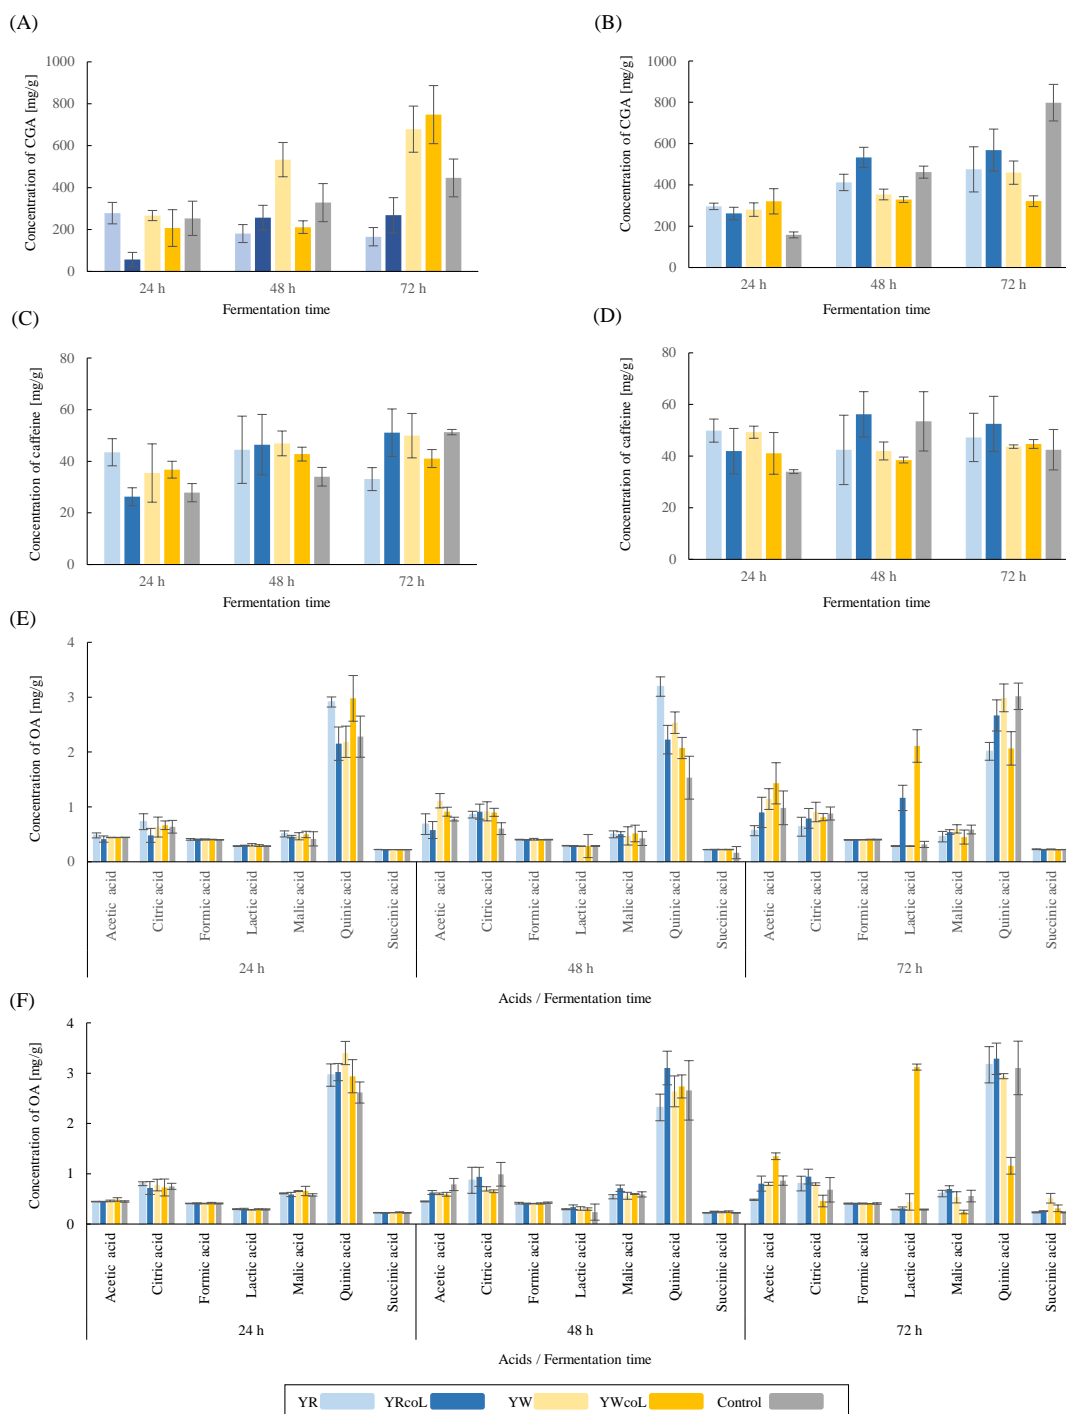 (A)
Concentration of CGA [mg/g]
1000
800
600
400
200
0
24 h 48 h 72 h
Fermentation time
(B)
Concentration of CGA [mg/g]
1000
800
600
400
200
0
24 h 48 h 72 h
Fermentation time
(C)
Concentration of caffeine [mg/g]
80
60
40
20
0
24 h 48 h 72 h
Fermentation time
(D)
Concentration of caffeine [mg/g]
80
60
40
20
0
24 h 48 h 72 h
Fermentation time
(E)
Concentration of OA [mg/g]
4
3
2
1
0
Acetic acid Citric acid Formic acid Lactic acid Malic acid Quinic acid Succinic acid Acetic acid Citric acid Formic acid Lactic acid Malic acid Quinic acid Succinic acid Acetic acid Citric acid Formic acid Lactic acid Malic acid Quinic acid Succinic acid
24 h 48 h 72 h
Acids / Fermentation time
(F)
Concentration of OA [mg/g]
4
3
2
1
0
Acetic acid Citric acid Formic acid Lactic acid Malic acid Quinic acid Succinic acid Acetic acid Citric acid Formic acid Lactic acid Malic acid Quinic acid Succinic acid Acetic acid Citric acid Formic acid Lactic acid Malic acid Quinic acid Succinic acid
24 h 48 h 72 h
Acids / Fermentation time
YR YRcoL YW YWcoL Control